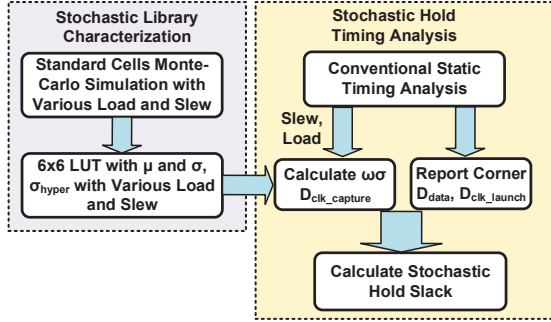 Stochastic Library
Characterization
Standard Cells Monte-
Carlo Simulation with
Various Load and Slew
6x6 LUT with μ and σ,
σhyper with Various Load
and Slew
Stochastic Hold
Timing Analysis
Conventional Static
Timing Analysis
Slew,
Load
Calculate ωσ
Dclk_capture
Report Corner
Ddata, Dclk_launch
Calculate Stochastic
Hold Slack